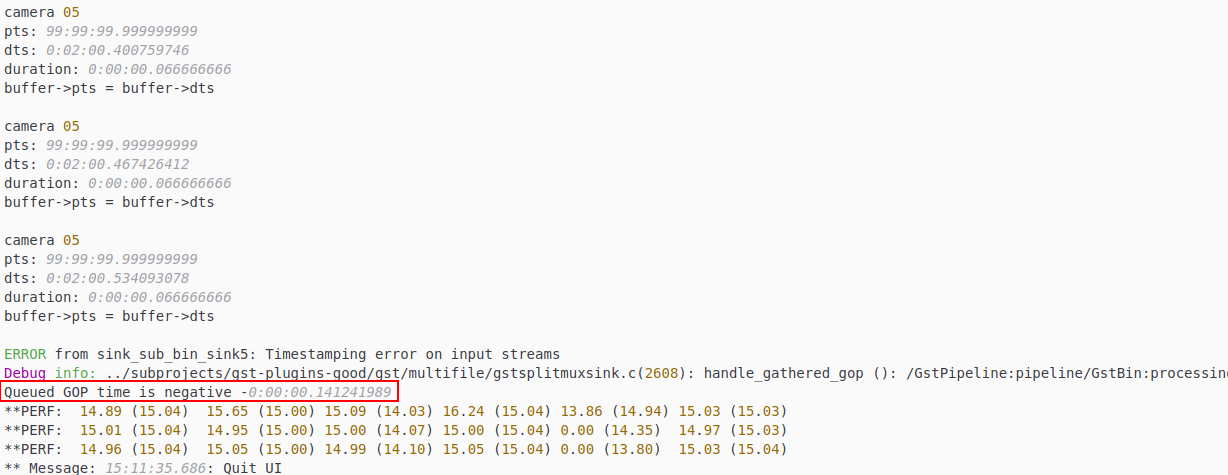 camera 05
pts: 99:99:99.999999999
dts: 0:02:00.400759746
duration: 0:00:00.066666666
buffer->pts = buffer->dts
camera 05
pts: 99:99:99.999999999
dts: 0:02:00.467426412
duration: 0:00:00.066666666
buffer->pts = buffer->dts
camera 05
pts: 99:99:99.999999999
dts: 0:02:00.534093078
duration: 0:00:00.066666666
buffer->pts = buffer->dts
ERROR from sink_sub_bin_sink5: Timestamping error on input streams
Debug info: ../subprojects/gst-plugins-good/gst/multifile/gstsplitmuxsink.c(2608): handle_gathered_gop (): /GstPipeline:pipeline/GstBin:processin
Queued GOP time is negative -0:00:00.141241989
**PERF:  14.89 (15.04)  15.65 (15.00) 15.09 (14.03) 16.24 (15.04) 13.86 (14.94) 15.03 (15.03)
**PERF:  15.01 (15.04)  14.95 (15.00) 15.00 (14.07) 15.00 (15.04) 0.00 (14.35)  14.97 (15.03)
**PERF:  14.96 (15.04)  15.05 (15.00) 14.99 (14.10) 15.05 (15.04) 0.00 (13.80)  15.03 (15.04)
** Message: 15:11:35.686: Quit UI